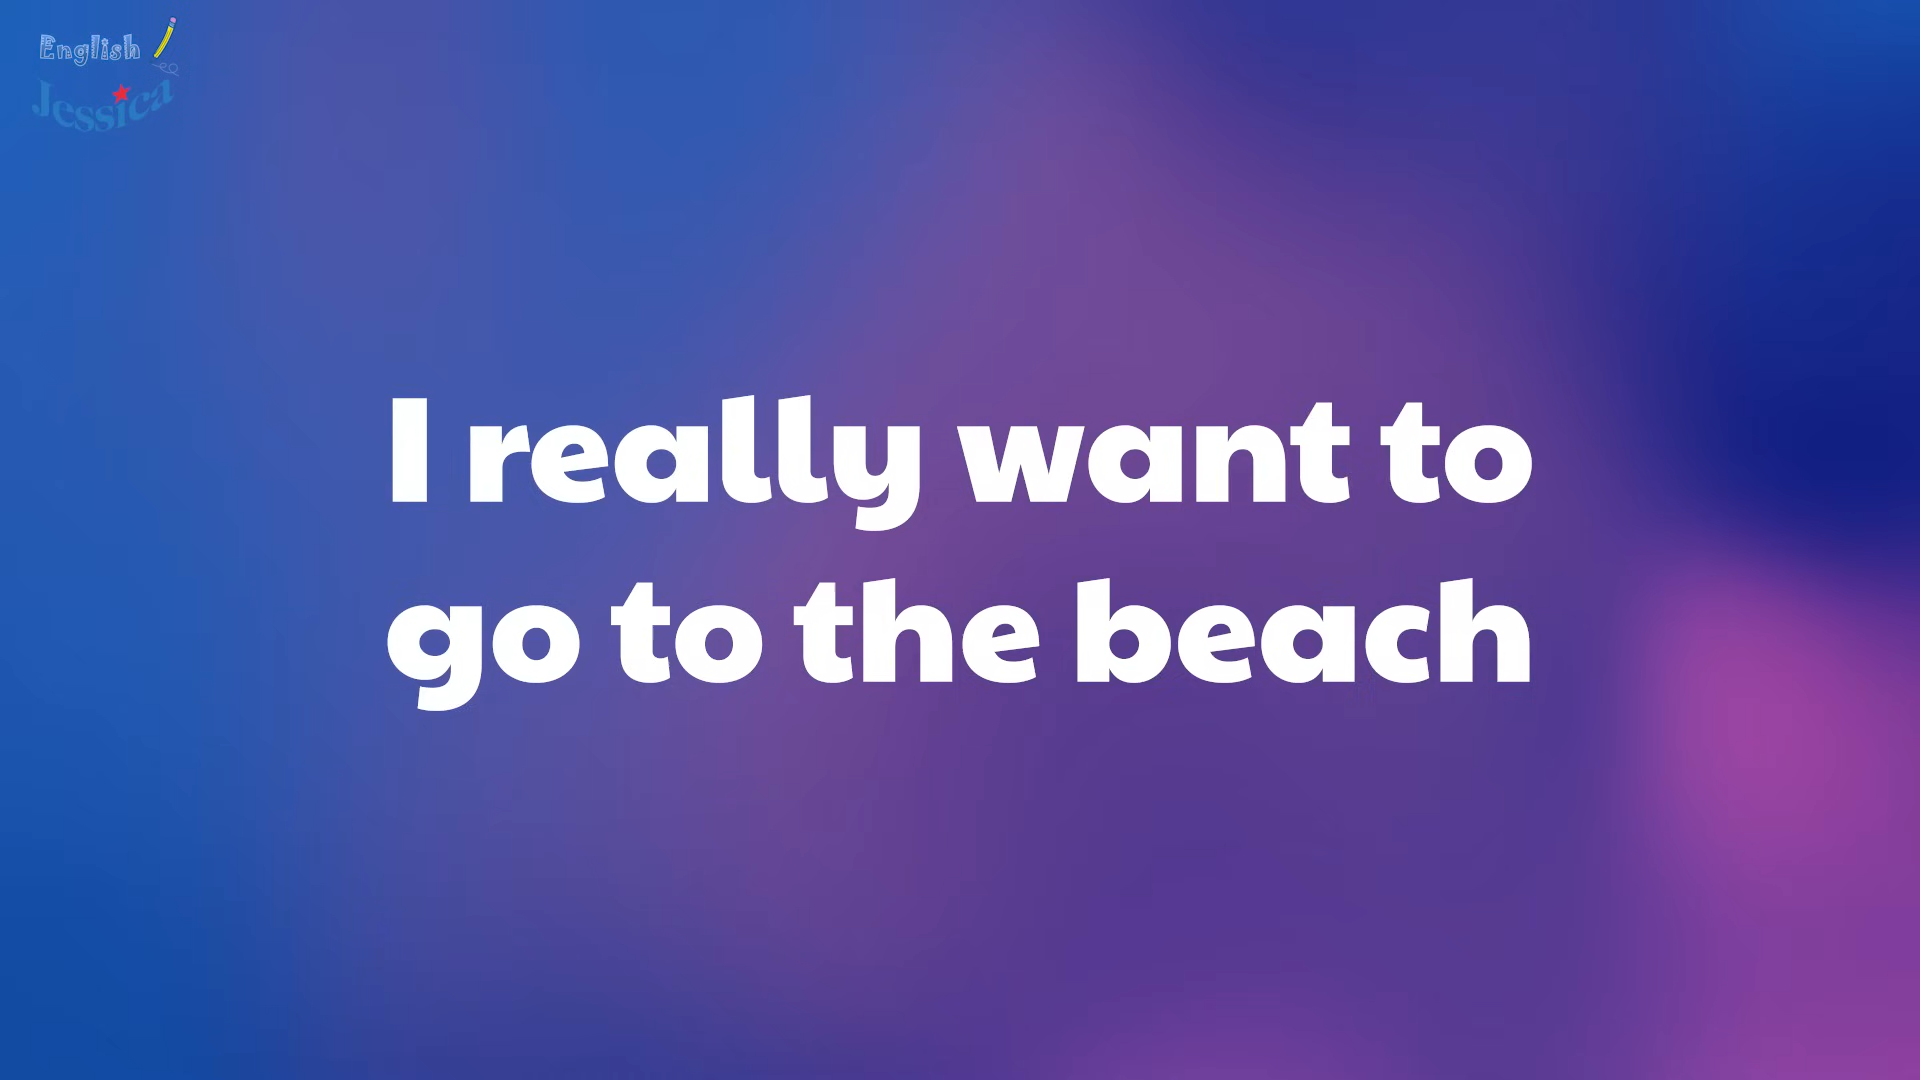 English
Jessica
I really want to
go to the beach